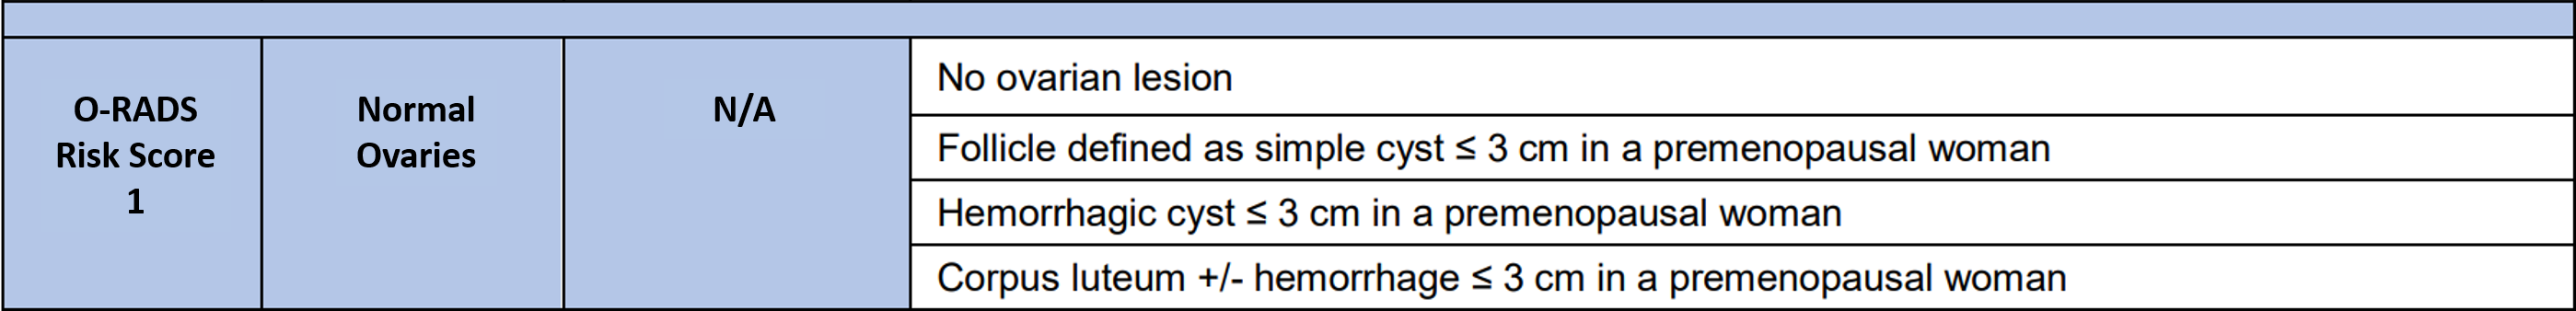 O-RADS
Risk Score
1
Normal
Ovaries
N/A
No ovarian lesion
Follicle defined as simple cyst ≤ 3 cm in a premenopausal woman
Hemorrhagic cyst ≤ 3 cm in a premenopausal woman
Corpus luteum +/- hemorrhage ≤ 3 cm in a premenopausal woman